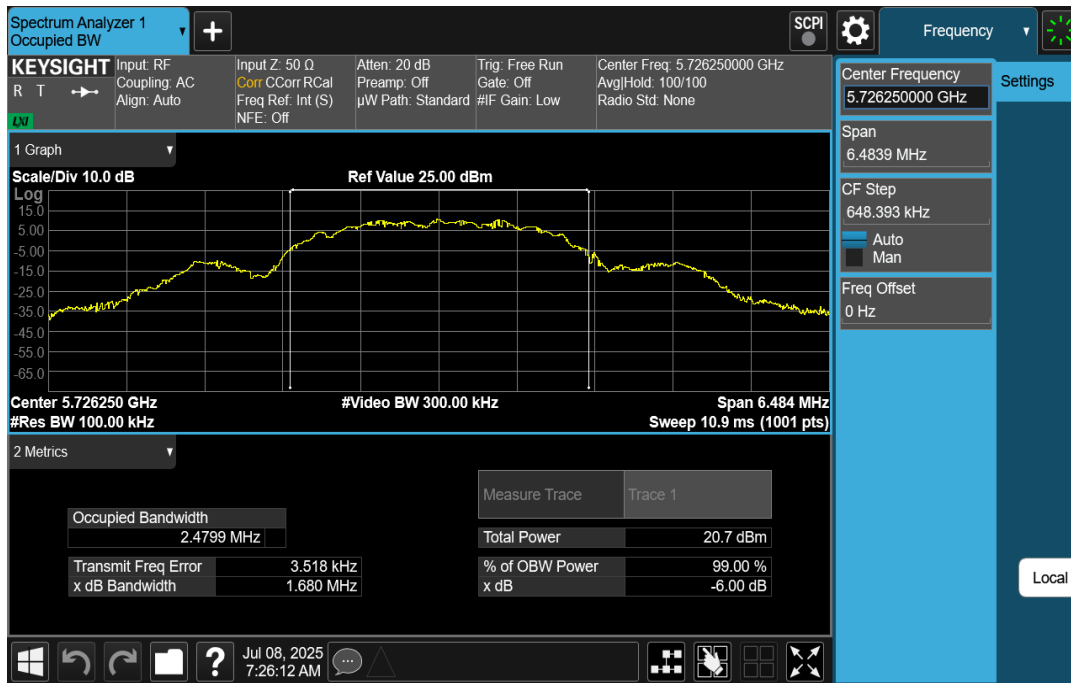 Spectrum Analyzer 1
Occupied BW
+
SCPI
Frequency
KEYSIGHT
R T
LXI
Input: RF
Coupling: AC
Align: Auto
Input Z: 50 Ω
Corr CCorr RCal
Freq Ref: Int (S)
NFE: Off
Atten: 20 dB
Preamp: Off
µW Path: Standard
Trig: Free Run
Gate: Off
#IF Gain: Low
Center Freq: 5.726250000 GHz
Avg|Hold: 100/100
Radio Std: None
Center Frequency
5.726250000 GHz
Settings
Span
6.4839 MHz
CF Step
648.393 kHz
Auto
Man
Freq Offset
0 Hz
Local
1 Graph
Scale/Div 10.0 dB
Ref Value 25.00 dBm
Log
15.0
5.00
-5.00
-15.0
-25.0
-35.0
-45.0
-55.0
-65.0
Center 5.726250 GHz
#Video BW 300.00 kHz
Span 6.484 MHz
#Res BW 100.00 kHz
Sweep 10.9 ms (1001 pts)
2 Metrics
Measure Trace
Trace 1
Occupied Bandwidth
2.4799 MHz
Total Power
20.7 dBm
Transmit Freq Error
3.518 kHz
% of OBW Power
99.00 %
x dB Bandwidth
1.680 MHz
x dB
-6.00 dB
?
Jul 08, 2025
7:26:12 AM